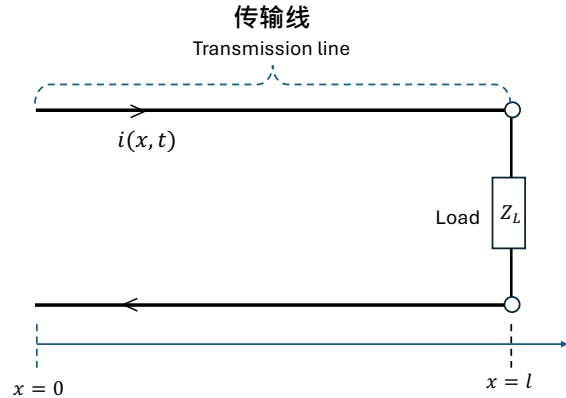 传输线
Transmission line
i(x, t)
Load
Z_L
x = 0
x = l